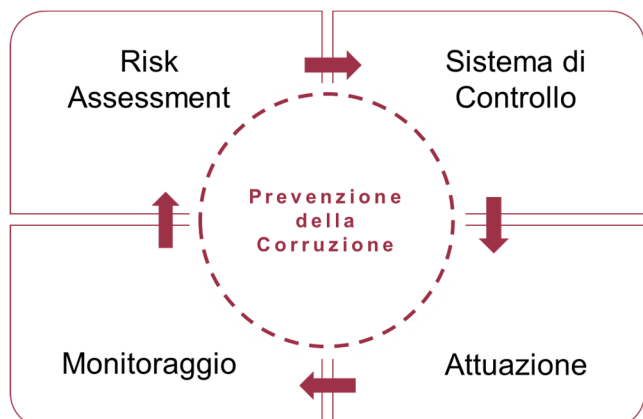 Risk
Assessment
Sistema di
Controllo
Prevenzione
della
Corruzione
Monitoraggio
Attuazione